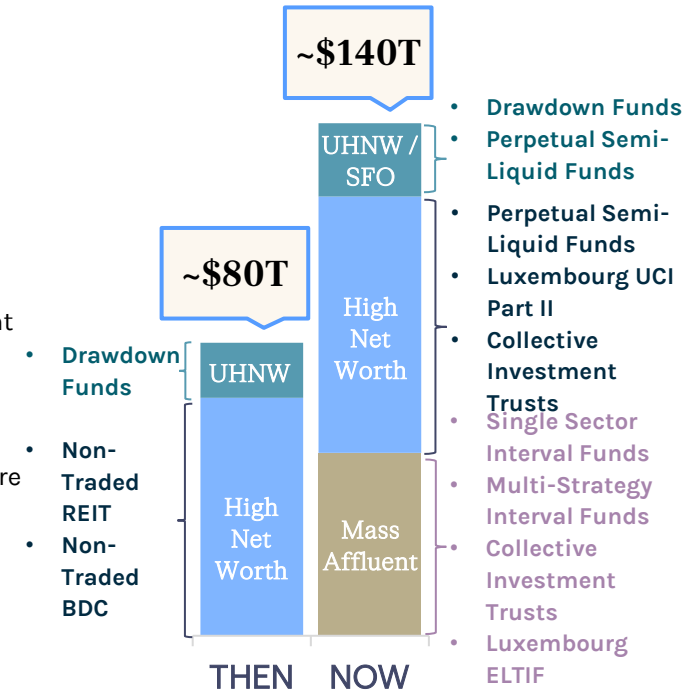 ~$140T
UHNW /
SFO
• Drawdown Funds
• Perpetual Semi-
Liquid Funds
High
Net
Worth
• Perpetual Semi-
Liquid Funds
• Luxembourg UCI
Part II
• Collective
Investment
Trusts
Mass
Affluent
• Single Sector
Interval Funds
• Multi-Strategy
Interval Funds
• Collective
Investment
Trusts
• Luxembourg
ELTIF
~$80T
nt
re
• Drawdown
Funds
UHNW
• Non-
Traded
REIT
• Non-
Traded
BDC
High
Net
Worth
THEN NOW